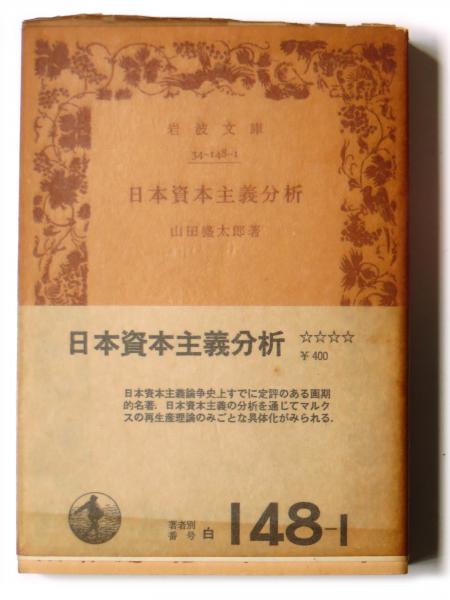 岩波文庫
34-148-1
日本資本主義分析
山田盛太郎著
日本資本主義分析 ☆☆☆☆
¥400
日本資本主義論争史上すでに定評のある画期
的名著．日本資本主義の分析を通じてマルク
スの再生産理論のみごとな具体化がみられる．
著者別
番号 白 148-1